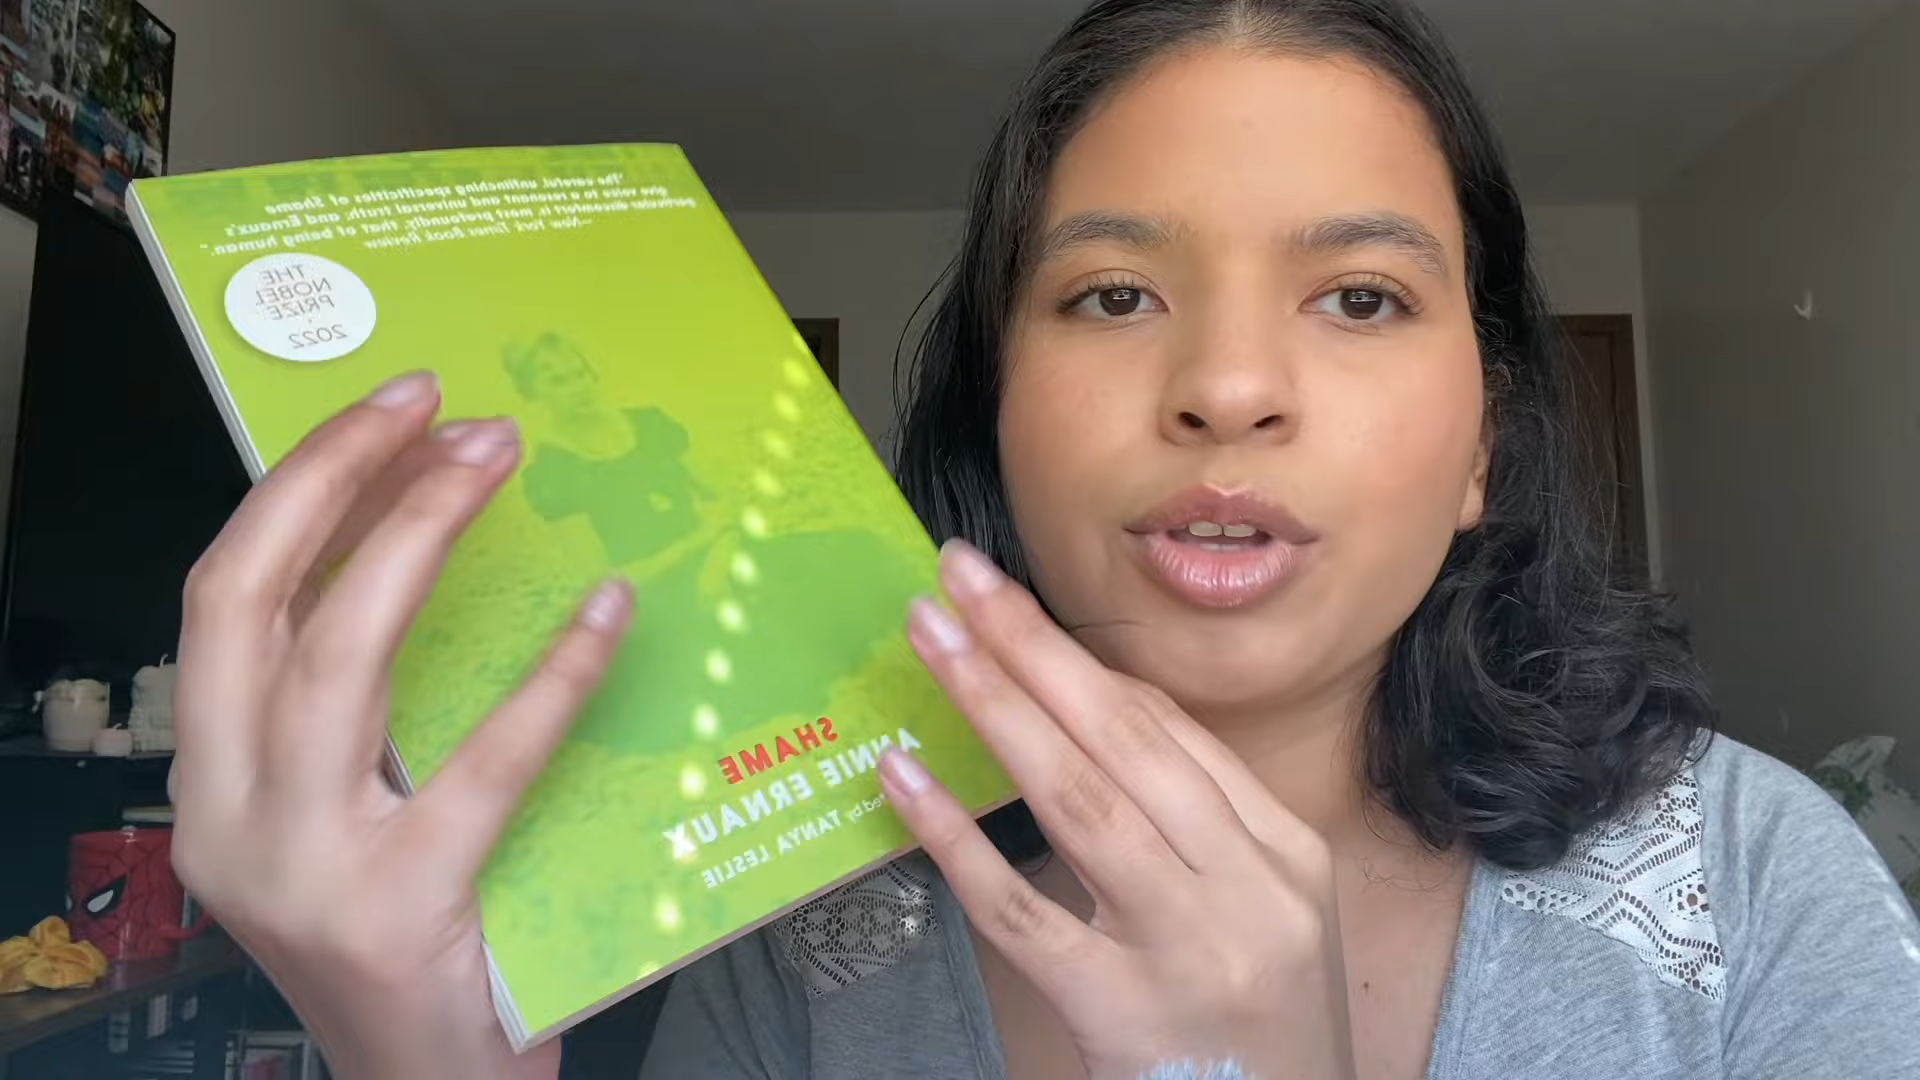 "The careful, unflinching specificities of Shame
give voice to a resonant and universal truth; and Ernaux's
particular discomfort is, most profoundly, that of being human."
—New York Times Book Review
THE
NOBEL
PRIZE
2022
SHAME
ANNIE ERNAUX
by TANYA LESLIE